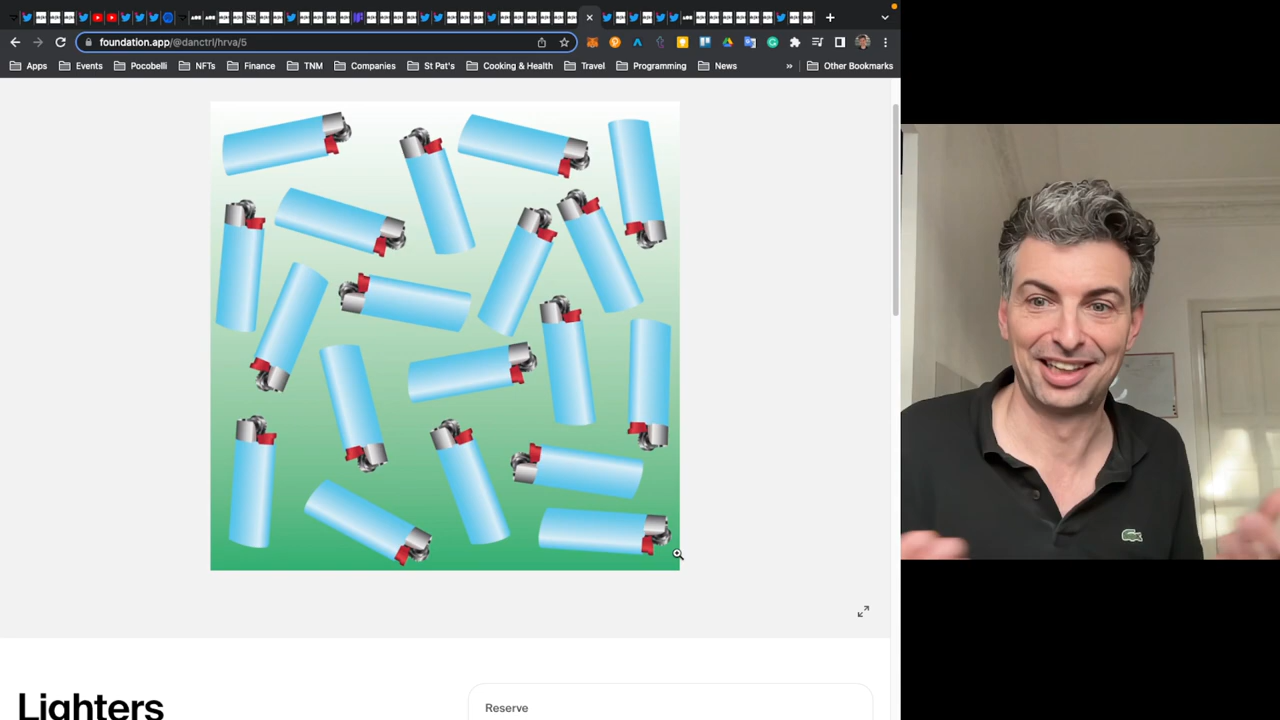 foundation.app/@danctrl/hrva/5
Apps Events Pocobelli NFTs Finance TNM Companies St Pat's Cooking & Health Travel Programming News » Other Bookmarks
Lighters
Reserve